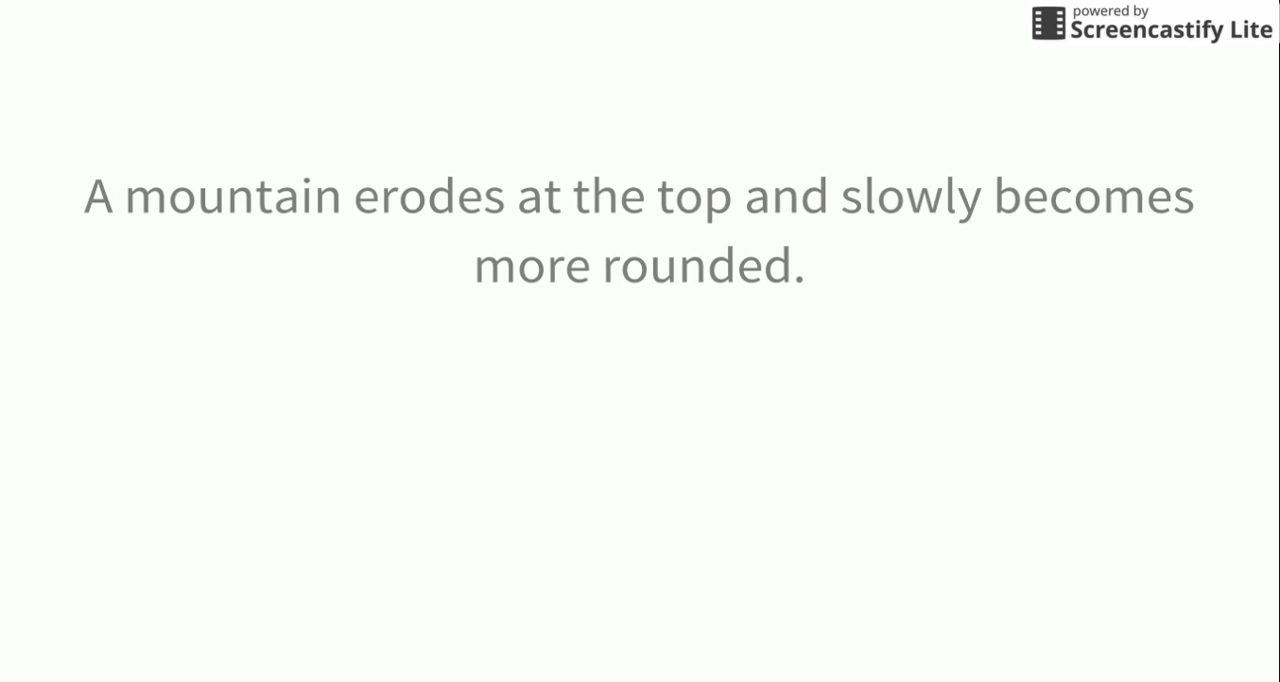 powered by
Screencastify Lite
A mountain erodes at the top and slowly becomes
more rounded.